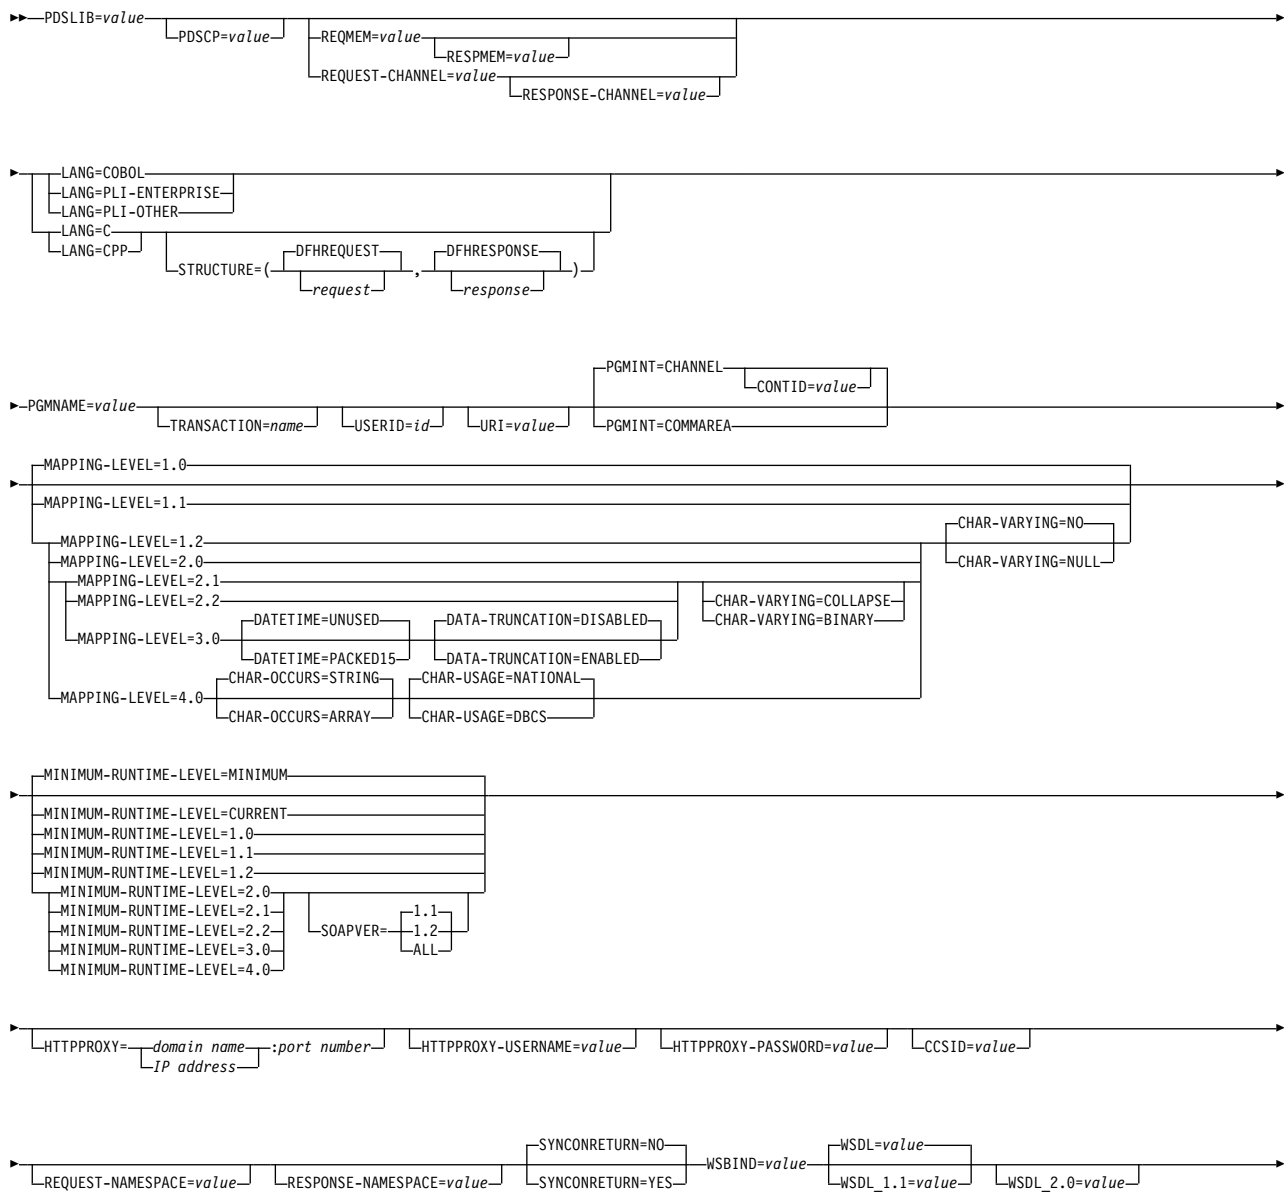 PDSLIB=value
PDSCP=value REQMEM=value
RESPMEM=value
REQUEST-CHANNEL=value
RESPONSE-CHANNEL=value
LANG=COBOL
LANG=PLI-ENTERPRISE
LANG=PLI-OTHER
LANG=C
LANG=CPP DFHREQUEST DFHRESPONSE
STRUCTURE=( , )
request response
PGMINT=CHANNEL
CONTID=value
PGMNAME=value
TRANSACTION=name USERID=id URI=value PGMINT=COMMAREA
MAPPING-LEVEL=1.0
MAPPING-LEVEL=1.1
CHAR-VARYING=NO
MAPPING-LEVEL=1.2
MAPPING-LEVEL=2.0 CHAR-VARYING=NULL
MAPPING-LEVEL=2.1
MAPPING-LEVEL=2.2 CHAR-VARYING=COLLAPSE
DATETIME=UNUSED DATA-TRUNCATION=DISABLED CHAR-VARYING=BINARY
MAPPING-LEVEL=3.0
DATETIME=PACKED15 DATA-TRUNCATION=ENABLED
CHAR-OCCURS=STRING CHAR-USAGE=NATIONAL
MAPPING-LEVEL=4.0
CHAR-OCCURS=ARRAY CHAR-USAGE=DBCS
MINIMUM-RUNTIME-LEVEL=MINIMUM
MINIMUM-RUNTIME-LEVEL=CURRENT
MINIMUM-RUNTIME-LEVEL=1.0
MINIMUM-RUNTIME-LEVEL=1.1
MINIMUM-RUNTIME-LEVEL=1.2
MINIMUM-RUNTIME-LEVEL=2.0
MINIMUM-RUNTIME-LEVEL=2.1 1.1
MINIMUM-RUNTIME-LEVEL=2.2 SOAPVER= 1.2
MINIMUM-RUNTIME-LEVEL=3.0 ALL
MINIMUM-RUNTIME-LEVEL=4.0
HTTPPROXY= domain name :port number HTTPPROXY-USERNAME=value HTTPPROXY-PASSWORD=value CCSID=value
IP address
SYNCONRETURN=NO WSDL=value
WSBIND=value
REQUEST-NAMESPACE=value RESPONSE-NAMESPACE=value SYNCONRETURN=YES WSDL_1.1=value WSDL_2.0=value